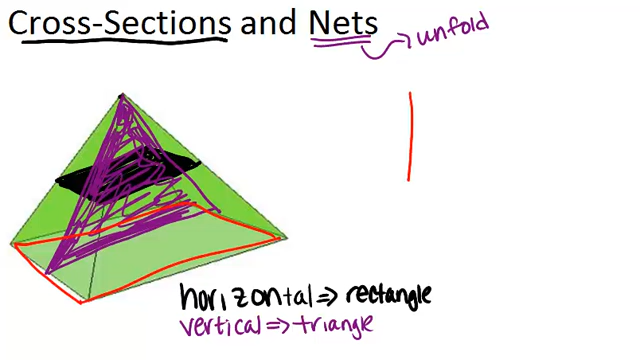 Cross-Sections and Nets
unfold
horizontal => rectangle
vertical => triangle